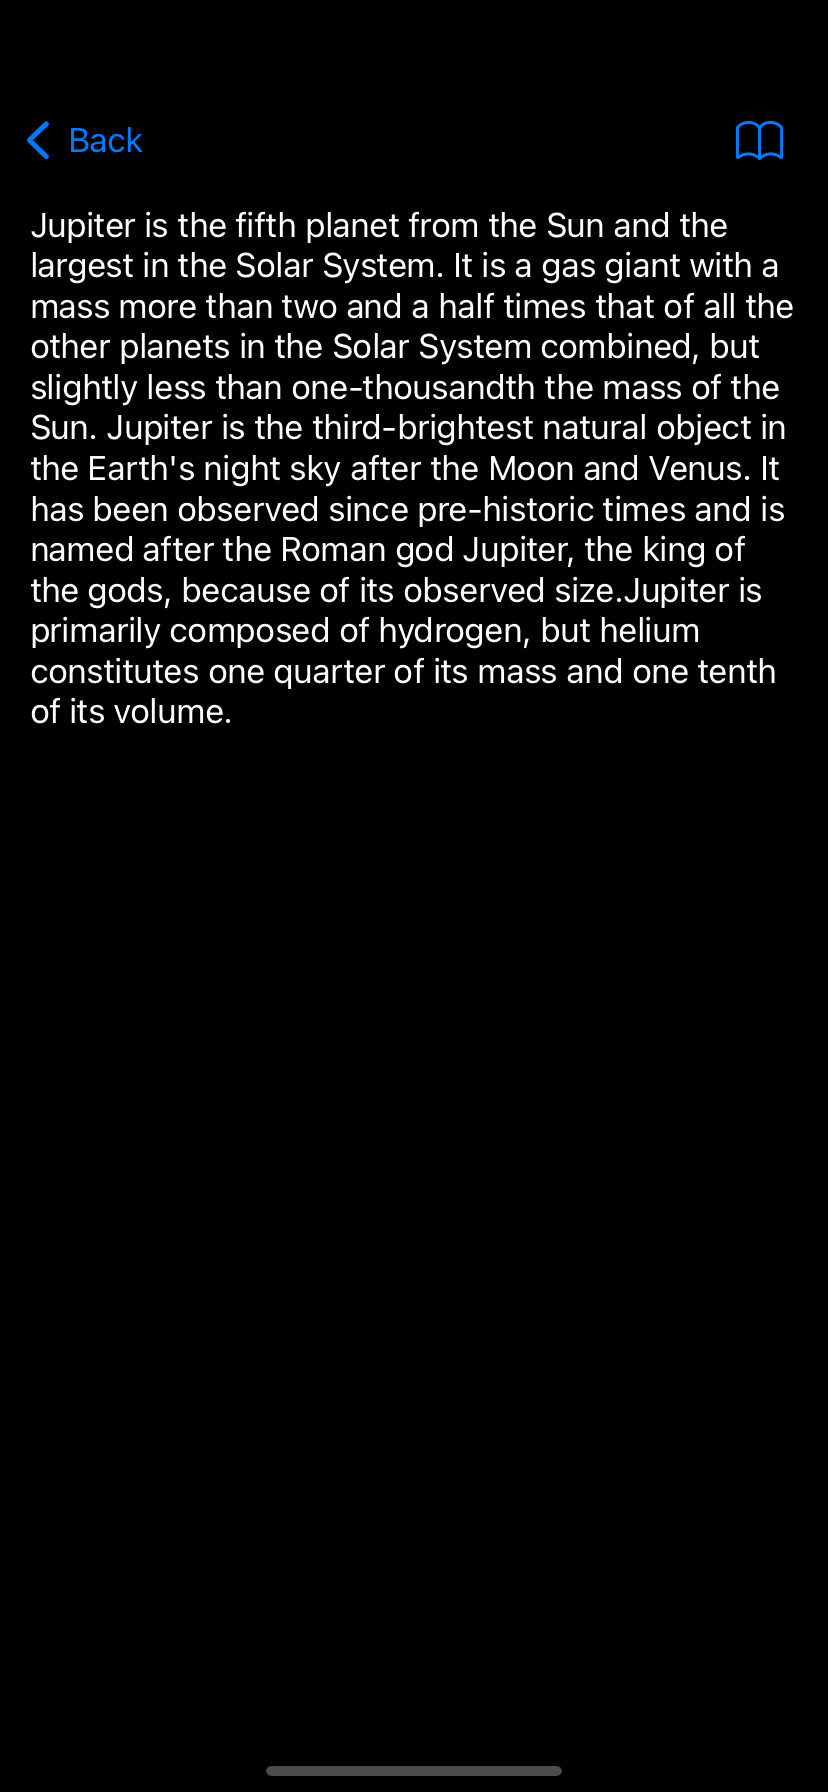 Back
Jupiter is the fifth planet from the Sun and the
largest in the Solar System. It is a gas giant with a
mass more than two and a half times that of all the
other planets in the Solar System combined, but
slightly less than one-thousandth the mass of the
Sun. Jupiter is the third-brightest natural object in
the Earth's night sky after the Moon and Venus. It
has been observed since pre-historic times and is
named after the Roman god Jupiter, the king of
the gods, because of its observed size.Jupiter is
primarily composed of hydrogen, but helium
constitutes one quarter of its mass and one tenth
of its volume.